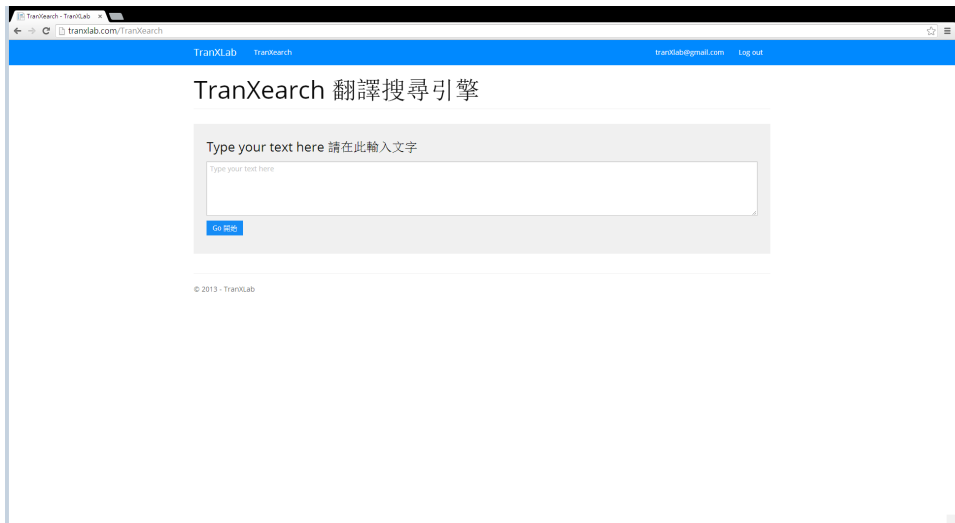 TranXearch - TranXLab
tranxlab.com/TranXearch
TranXLab TranXearch tranXlab@gmail.com Log out
TranXearch 翻譯搜尋引擎
Type your text here 請在此輸入文字
Type your text here
Go 開始
© 2013 - TranXLab